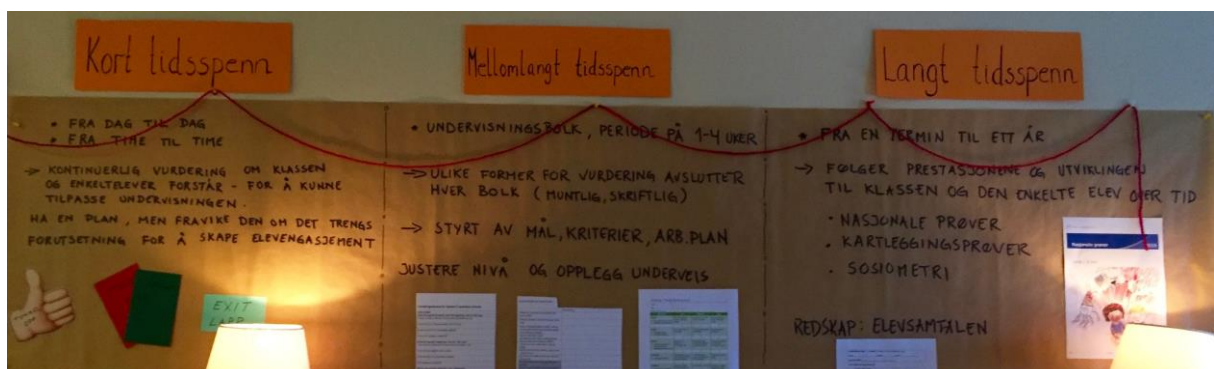 Kort tidsspenn
• FRA DAG TIL DAG
• FRA TIME TIL TIME
→ KONTINUERLIG VURDERING OM KLASSEN
OG ENKELTELEVER FORSTÅR - FOR Å KUNNE
TILPASSE UNDERVISNINGEN.
HA EN PLAN, MEN FRAVIKE DEN OM DET TRENGS
FORUTSETNING FOR Å SKAPE ELEVENGASJEMENT
EXIT
LAPP
Mellomlangt tidsspenn
• UNDERVISNINGSBOLK, PERIODE PÅ 1-4 UKER
→ ULIKE FORMER FOR VURDERING AVSLUTTER
HVER BOLK (MUNTLIG, SKRIFTLIG)
→ STYRT AV MÅL, KRITERIER, ARB.PLAN
JUSTERE NIVÅ OG OPPLEGG UNDERVEIS
Langt tidsspenn
• FRA EN TERMIN TIL ETT ÅR
→ FØLGER PRESTASJONENE OG UTVIKLINGEN
TIL KLASSEN OG DEN ENKELTE ELEV OVER TID
• NASJONALE PRØVER
• KARTLEGGINGSPRØVER
• SOSIOMETRI
REDSKAP: ELEVSAMTALEN